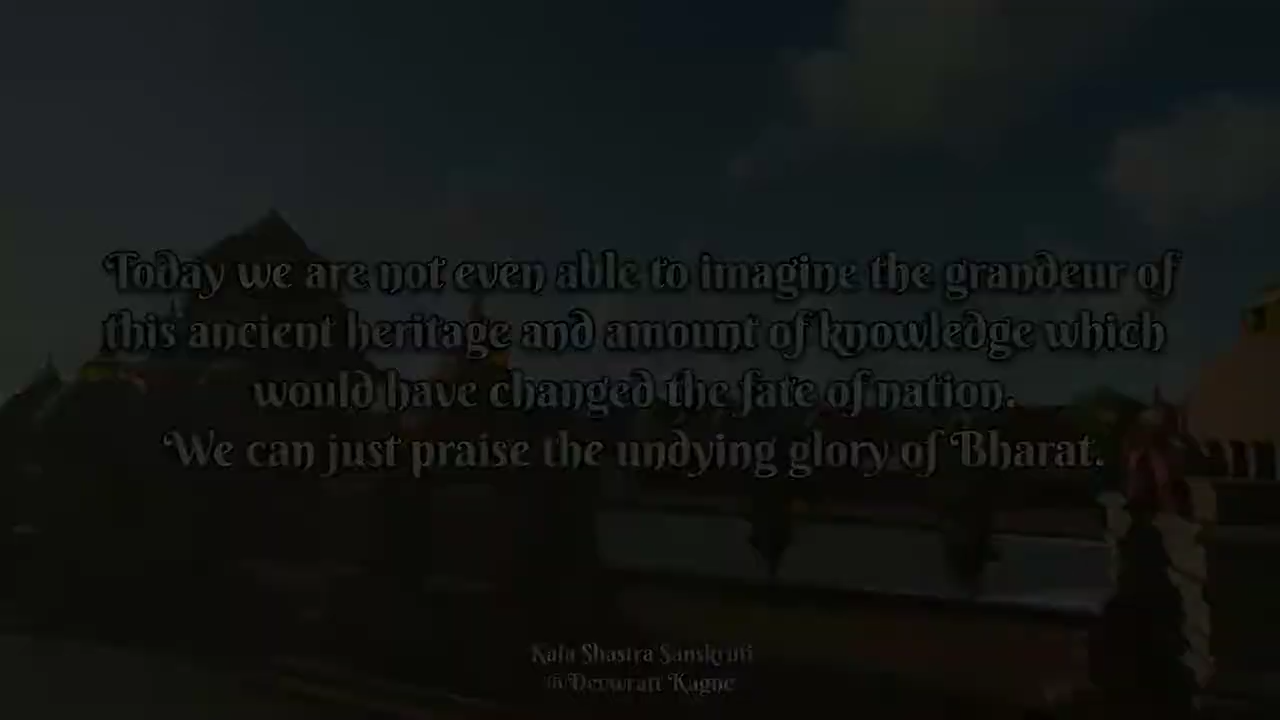 Today we are not even able to imagine the grandeur of
this ancient heritage and amount of knowledge which
would have changed the fate of nation.
We can just praise the undying glory of Bharat.
Kala Shastra Sanskruti